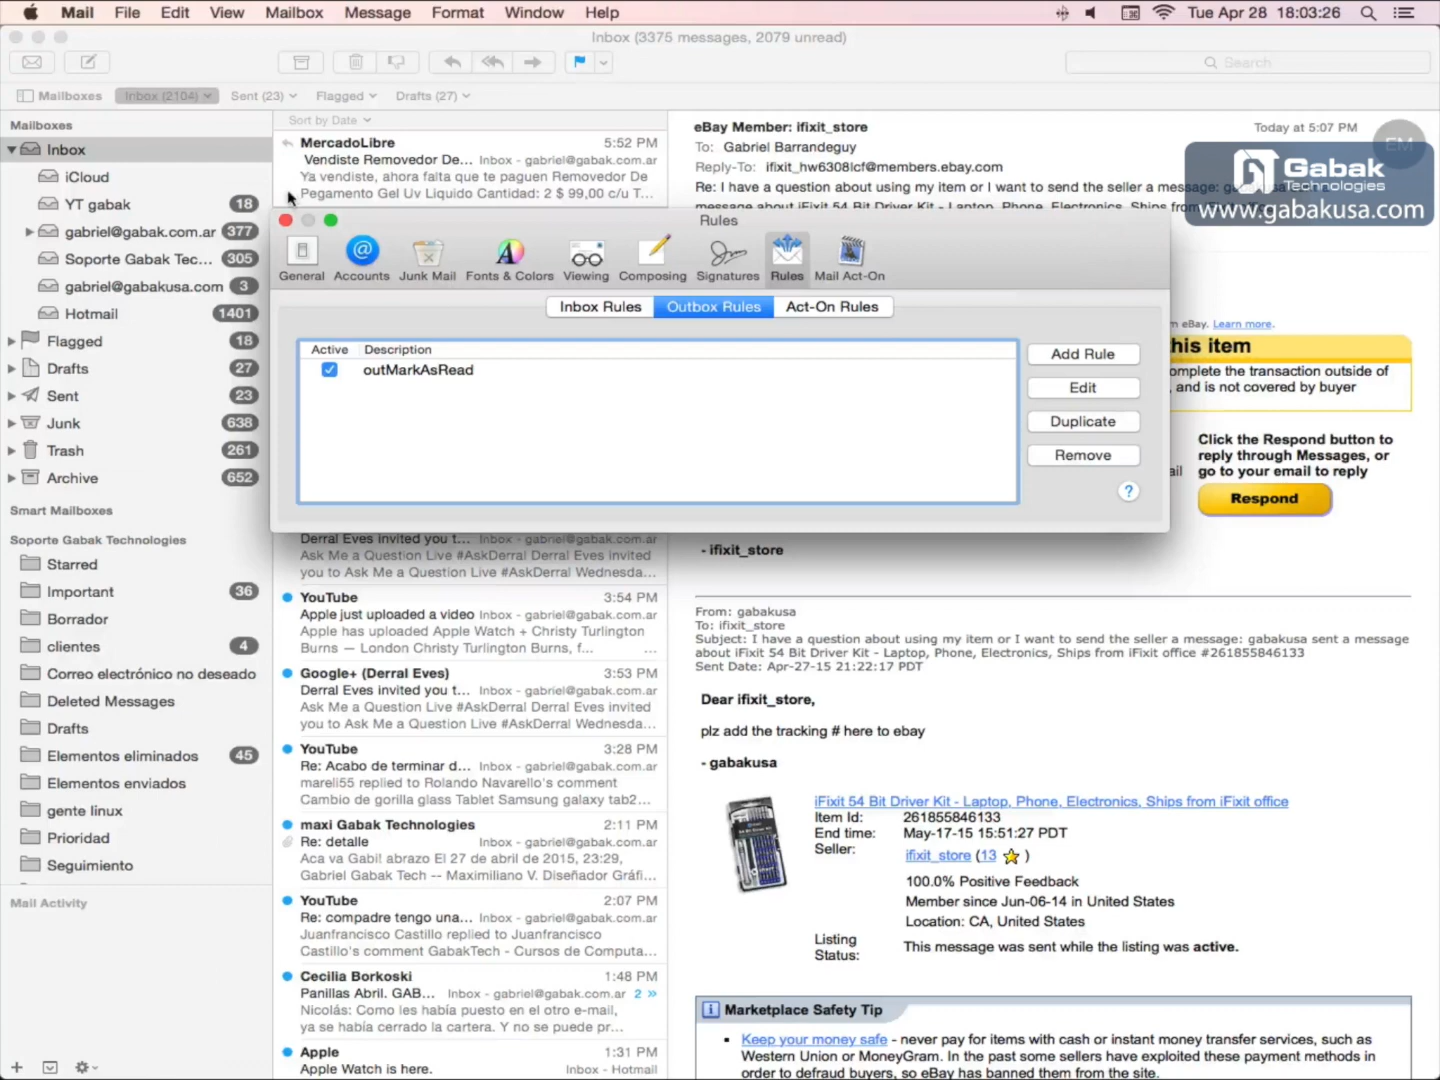 Mail File Edit View Mailbox Message Format Window Help Tue Apr 28 18:03:26
Inbox (3375 messages, 2079 unread)
Search
Mailboxes Inbox (2104) Sent (23) Flagged Drafts (27)
Mailboxes
Inbox
iCloud
YT gabak 18
gabriel@gabak.com.ar 377
Soporte Gabak Tec... 305
gabriel@gabakusa.com 3
Hotmail 1401
Flagged 18
Drafts 27
Sent 23
Junk 638
Trash 261
Archive 652
Smart Mailboxes
Soporte Gabak Technologies
Starred
Important 36
Borrador
clientes 4
Correo electrónico no deseado
Deleted Messages
Drafts
Elementos eliminados 45
Elementos enviados
gente linux
Prioridad
Seguimiento
Mail Activity
Sort by Date
MercadoLibre 5:52 PM
Vendiste Removedor De... Inbox - gabriel@gabak.com.ar
Ya vendiste, ahora falta que te paguen Removedor De
Pegamento Gel Uv Liquido Cantidad: 2 $ 99,00 c/u T...
Rules
General Accounts Junk Mail Fonts & Colors Viewing Composing Signatures Rules Mail Act-On
Inbox Rules Outbox Rules Act-On Rules
Active Description
outMarkAsRead
Add Rule
Edit
Duplicate
Remove
?
Derral Eves invited you t... Inbox - gabriel@gabak.com.ar
Ask Me a Question Live #AskDerral Derral Eves invited
you to Ask Me a Question Live #AskDerral Wednesda...
YouTube 3:54 PM
Apple just uploaded a video Inbox - gabriel@gabak.com.ar
Apple has uploaded Apple Watch + Christy Turlington
Burns — London Christy Turlington Burns, f... ...
Google+ (Derral Eves) 3:53 PM
Derral Eves invited you t... Inbox - gabriel@gabak.com.ar
Ask Me a Question Live #AskDerral Derral Eves invited
you to Ask Me a Question Live #AskDerral Wednesda...
YouTube 3:28 PM
Re: Acabo de terminar d... Inbox - gabriel@gabak.com.ar
mareli55 replied to Rolando Navarello's comment
Cambio de gorilla glass Tablet Samsung galaxy tab2...
maxi Gabak Technologies 2:11 PM
Re: detalle Inbox - gabriel@gabak.com.ar
Aca va Gabi! abrazo El 27 de abril de 2015, 23:29,
Gabriel Gabak Tech -- Maximiliano V. Diseñador Gráfi...
YouTube 2:07 PM
Re: compadre tengo una... Inbox - gabriel@gabak.com.ar
Juanfrancisco Castillo replied to Juanfrancisco
Castillo's comment GabakTech - Cursos de Computa...
Cecilia Borkoski 1:48 PM
Panillas Abril. GAB... Inbox - gabriel@gabak.com.ar 2 »
Nicolás: Como les había puesto en el otro e-mail,
ya se había cerrado la cartera. Y no se puede pr...
Apple 1:31 PM
Apple Watch is here. Inbox - Hotmail
eBay Member: ifixit_store Today at 5:07 PM
EM
To: Gabriel Barrandeguy
Reply-To: ifixit_hw6308lcf@members.ebay.com
Re: I have a question about using my item or I want to send the seller a message:
message about iFixit 54 Bit Driver Kit - Laptop, Phone, Electronics, Ships from
Gabak
Technologies
www.gabakusa.com
m eBay. Learn more.
his item
omplete the transaction outside of
, and is not covered by buyer
Click the Respond button to
reply through Messages, or
ail go to your email to reply
Respond
- ifixit_store
From: gabakusa
To: ifixit_store
Subject: I have a question about using my item or I want to send the seller a message: gabakusa sent a message
about iFixit 54 Bit Driver Kit - Laptop, Phone, Electronics, Ships from iFixit office #261855846133
Sent Date: Apr-27-15 21:22:17 PDT
Dear ifixit_store,
plz add the tracking # here to ebay
- gabakusa
iFixit 54 Bit Driver Kit - Laptop, Phone, Electronics, Ships from iFixit office
Item Id: 261855846133
End time: May-17-15 15:51:27 PDT
Seller: ifixit_store (13 )
100.0% Positive Feedback
Member since Jun-06-14 in United States
Location: CA, United States
Listing
Status: This message was sent while the listing was active.
i Marketplace Safety Tip
Keep your money safe - never pay for items with cash or instant money transfer services, such as
Western Union or MoneyGram. In the past some sellers have exploited these payment methods in
order to defraud buyers, so eBay has banned them from the site.